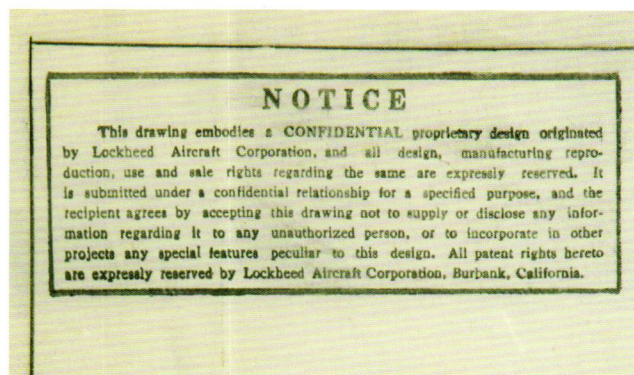 NOTICE
This drawing embodies a CONFIDENTIAL proprietary design originated
by Lockheed Aircraft Corporation, and all design, manufacturing repro-
duction, use and sale rights regarding the same are expressly reserved. It
is submitted under a confidential relationship for a specified purpose, and the
recipient agrees by accepting this drawing not to supply or disclose any infor-
mation regarding it to any unauthorized person, or to incorporate in other
projects any special features peculiar to this design. All patent rights hereto
are expressly reserved by Lockheed Aircraft Corporation, Burbank, California.